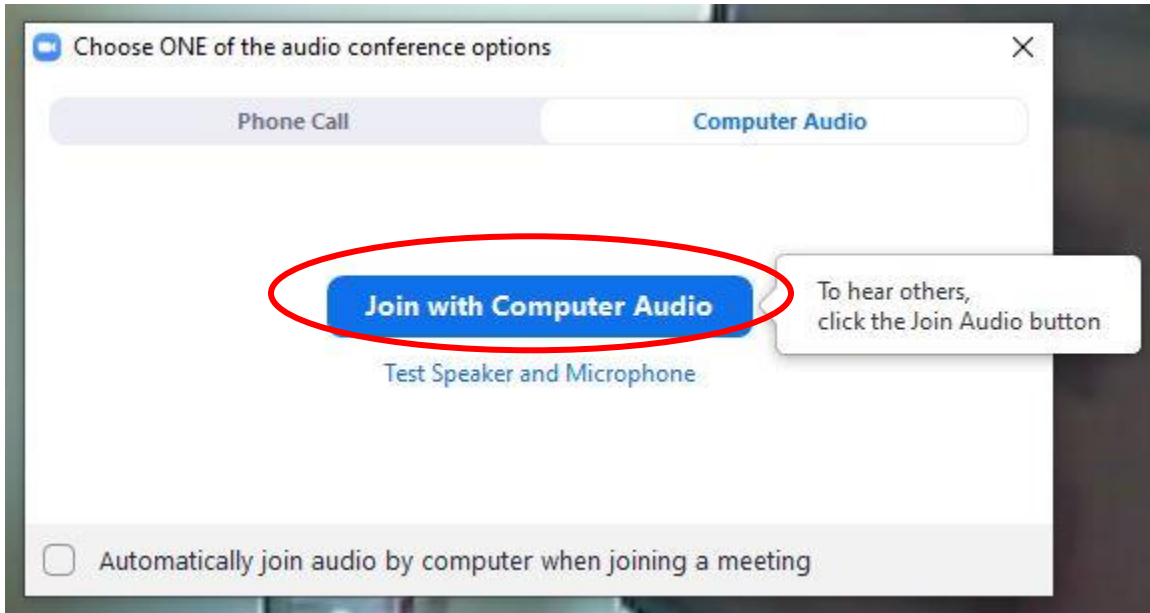 Choose ONE of the audio conference options
Phone Call
Computer Audio
Join with Computer Audio
To hear others,
click the Join Audio button
Test Speaker and Microphone
Automatically join audio by computer when joining a meeting